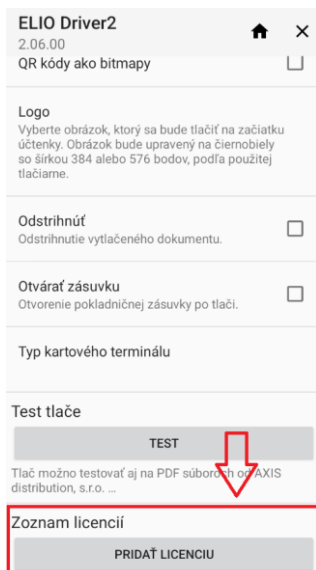 ELIO Driver2
2.06.00
QR kódy ako bitmapy
Logo
Vyberte obrázok, ktorý sa bude tlačiť na začiatku
účtenky. Obrázok bude upravený na čiernobiely
so šírkou 384 alebo 576 bodov, podľa použitej
tlačiarne.
Odstrihnúť
Odstrihnutie vytlačeného dokumentu.
Otvárať zásuvku
Otvorenie pokladničnej zásuvky po tlači.
Typ kartového terminálu
Test tlače
TEST
Tlač možno testovať aj na PDF súboroch od AXIS
distribution, s.r.o. ...
Zoznam licencií
PRIDAŤ LICENCIU